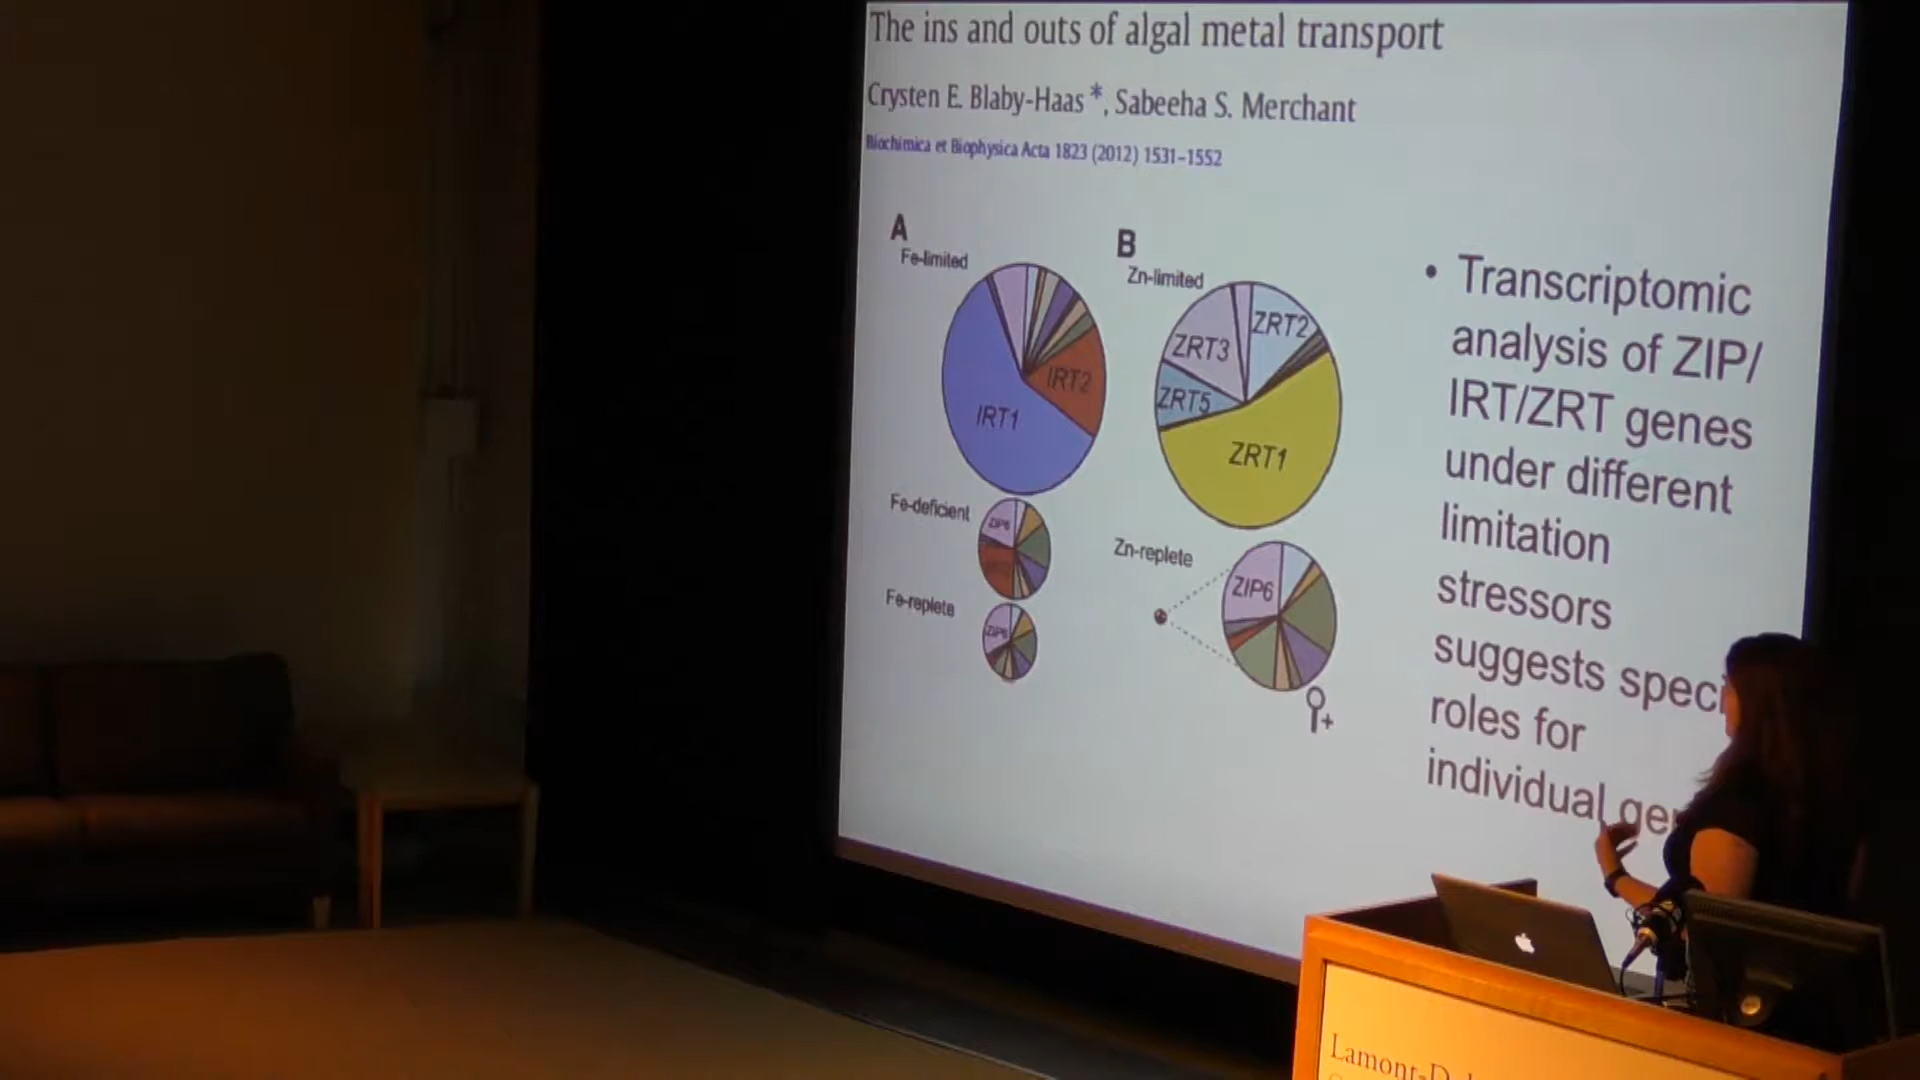 The ins and outs of algal metal transport
Crysten E. Blaby-Haas *, Sabeeha S. Merchant
Biochimica et Biophysica Acta 1823 (2012) 1531–1552
A
Fe-limited
IRT1
IRT2
Fe-deficient
ZIP6
Fe-replete
ZIP6
B
Zn-limited
ZRT2
ZRT3
ZRT5
ZRT1
Zn-replete
ZIP6
+
• Transcriptomic
analysis of ZIP/
IRT/ZRT genes
under different
limitation
stressors
suggests speci
roles for
individual ge
Lamont-D